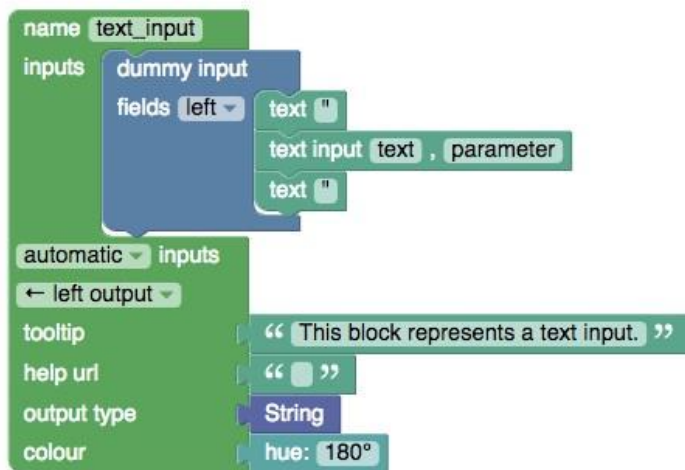 name text_input
inputs dummy input
fields left text "
text input text , parameter
text "
automatic inputs
← left output
tooltip “ This block represents a text input. ”
help url “ ”
output type String
colour hue: 180°